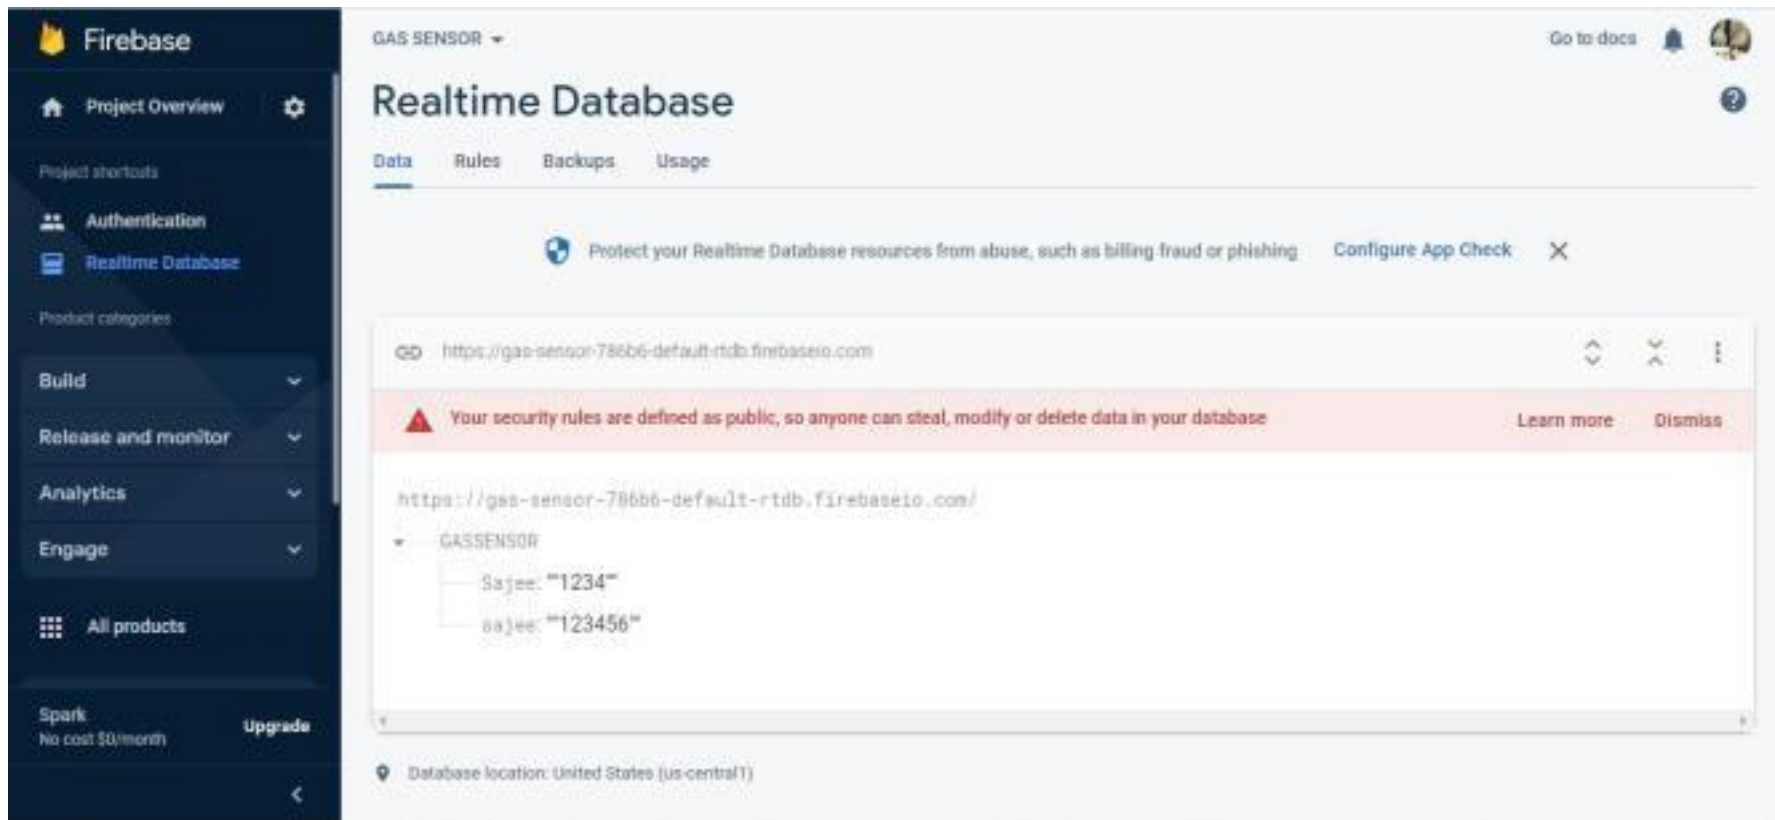 Firebase
Project Overview
Project shortcuts
Authentication
Realtime Database
Product categories
Build
Release and monitor
Analytics
Engage
All products
Spark
No cost $0/month
Upgrade
GAS SENSOR
Go to docs
Realtime Database
Data Rules Backups Usage
Protect your Realtime Database resources from abuse, such as billing fraud or phishing Configure App Check
https://gas-sensor-786b6-default-rtdb.firebaseio.com
Your security rules are defined as public, so anyone can steal, modify or delete data in your database Learn more Dismiss
https://gas-sensor-786b6-default-rtdb.firebaseio.com/
GASSENSOR
Sajee: ""1234""
sajee: ""123456""
Database location: United States (us-central1)